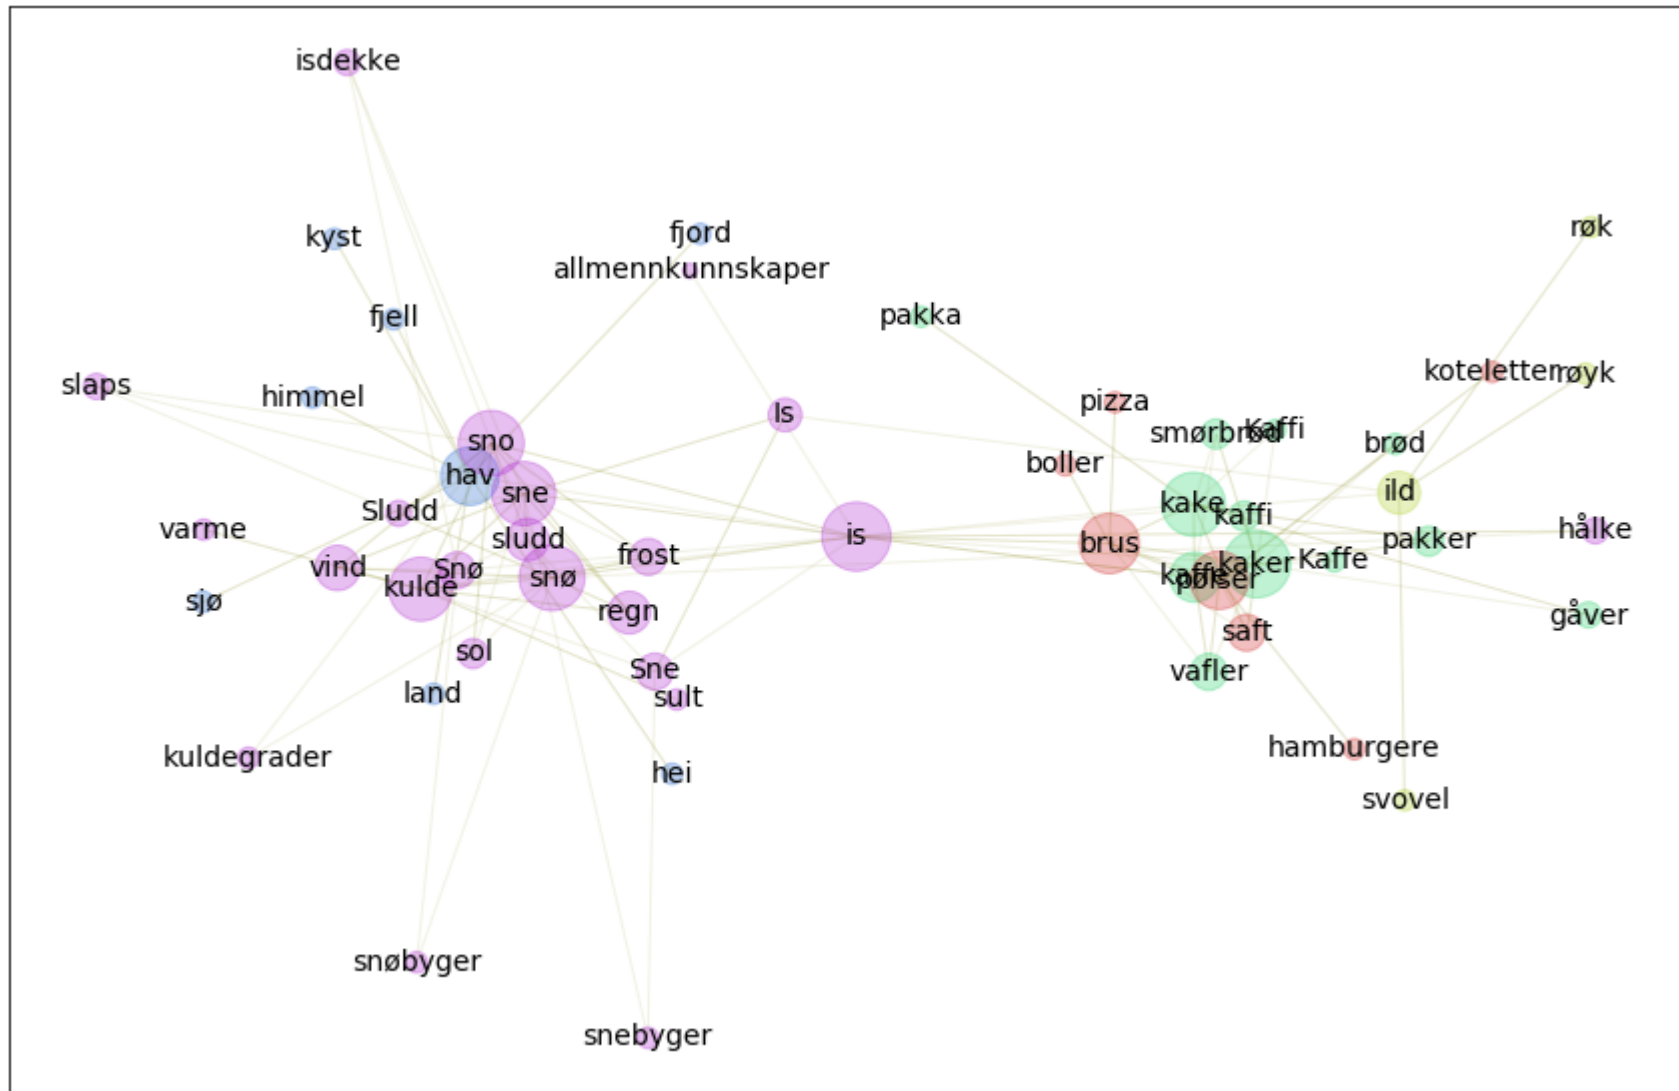 isdekke
røk
fjord
kyst
allmennkunnskaper
pakka
fjell
koteletter
røyk
slaps
himmel
pizza
Is
smørbrød
Kaffi
sno
brød
boller
hav
ild
sne
kake
Sludd
kaffi
varme
hålke
is
sludd
pakker
brus
frost
Kaffe
kaker
vind
Snø
kaffe
snø
pølser
kulde
sjø
regn
gåver
saft
sol
Sne
vafler
land
sult
hamburgere
kuldegrader
hei
svovel
snøbyger
snebyger